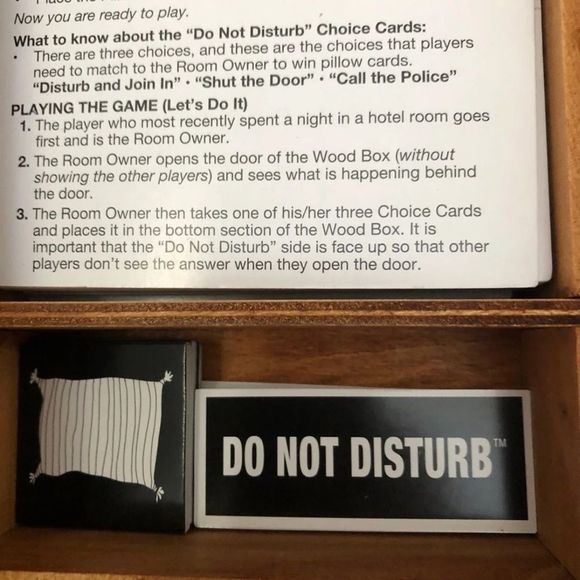 Now you are ready to play.
What to know about the “Do Not Disturb” Choice Cards:
• There are three choices, and these are the choices that players
need to match to the Room Owner to win pillow cards.
“Disturb and Join In” • “Shut the Door” • “Call the Police”
PLAYING THE GAME (Let’s Do It)
1. The player who most recently spent a night in a hotel room goes
first and is the Room Owner.
2. The Room Owner opens the door of the Wood Box (without
showing the other players) and sees what is happening behind
the door.
3. The Room Owner then takes one of his/her three Choice Cards
and places it in the bottom section of the Wood Box. It is
important that the “Do Not Disturb” side is face up so that other
players don’t see the answer when they open the door.
DO NOT DISTURB™